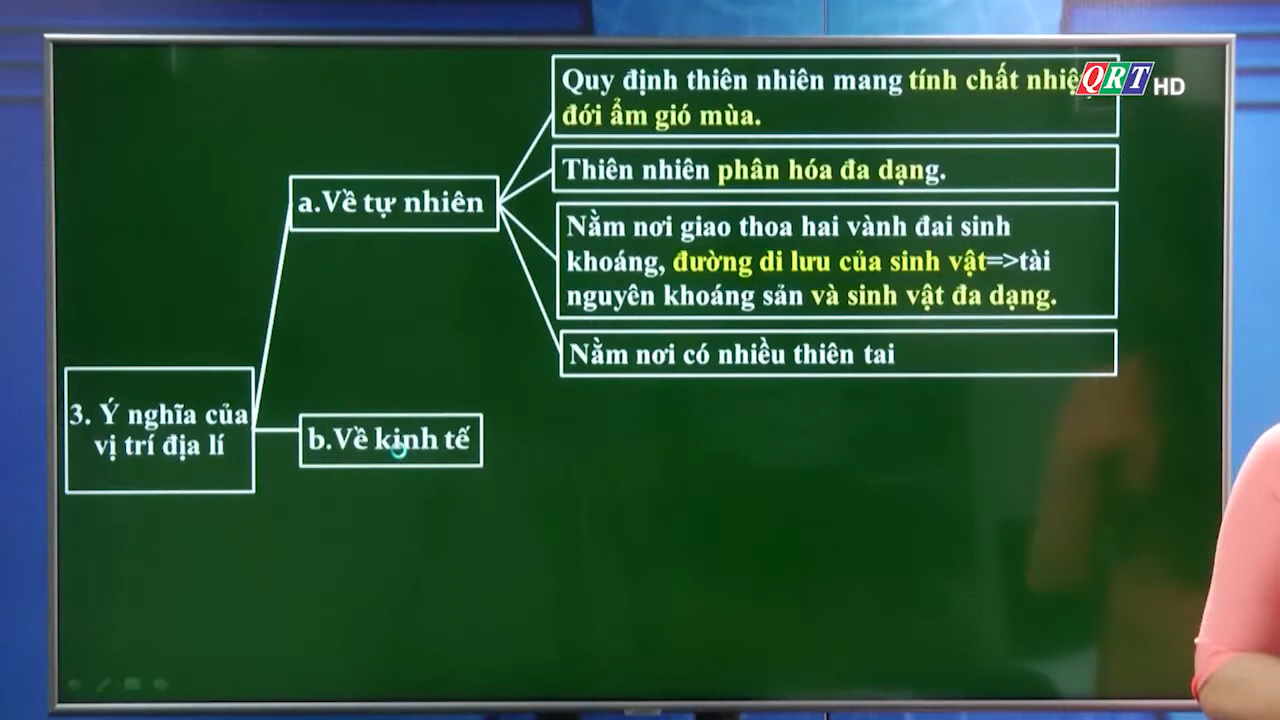 Quy định thiên nhiên mang tính chất
đới ẩm gió mùa.
QRT HD
Thiên nhiên phân hóa đa dạng.
a.Về tự nhiên
Nằm nơi giao thoa hai vành đai sinh
khoáng, đường di lưu của sinh vật=>tài
nguyên khoáng sản và sinh vật đa dạng.
Nằm nơi có nhiều thiên tai
3. Ý nghĩa của
vị trí địa lí
b.Về kinh tế